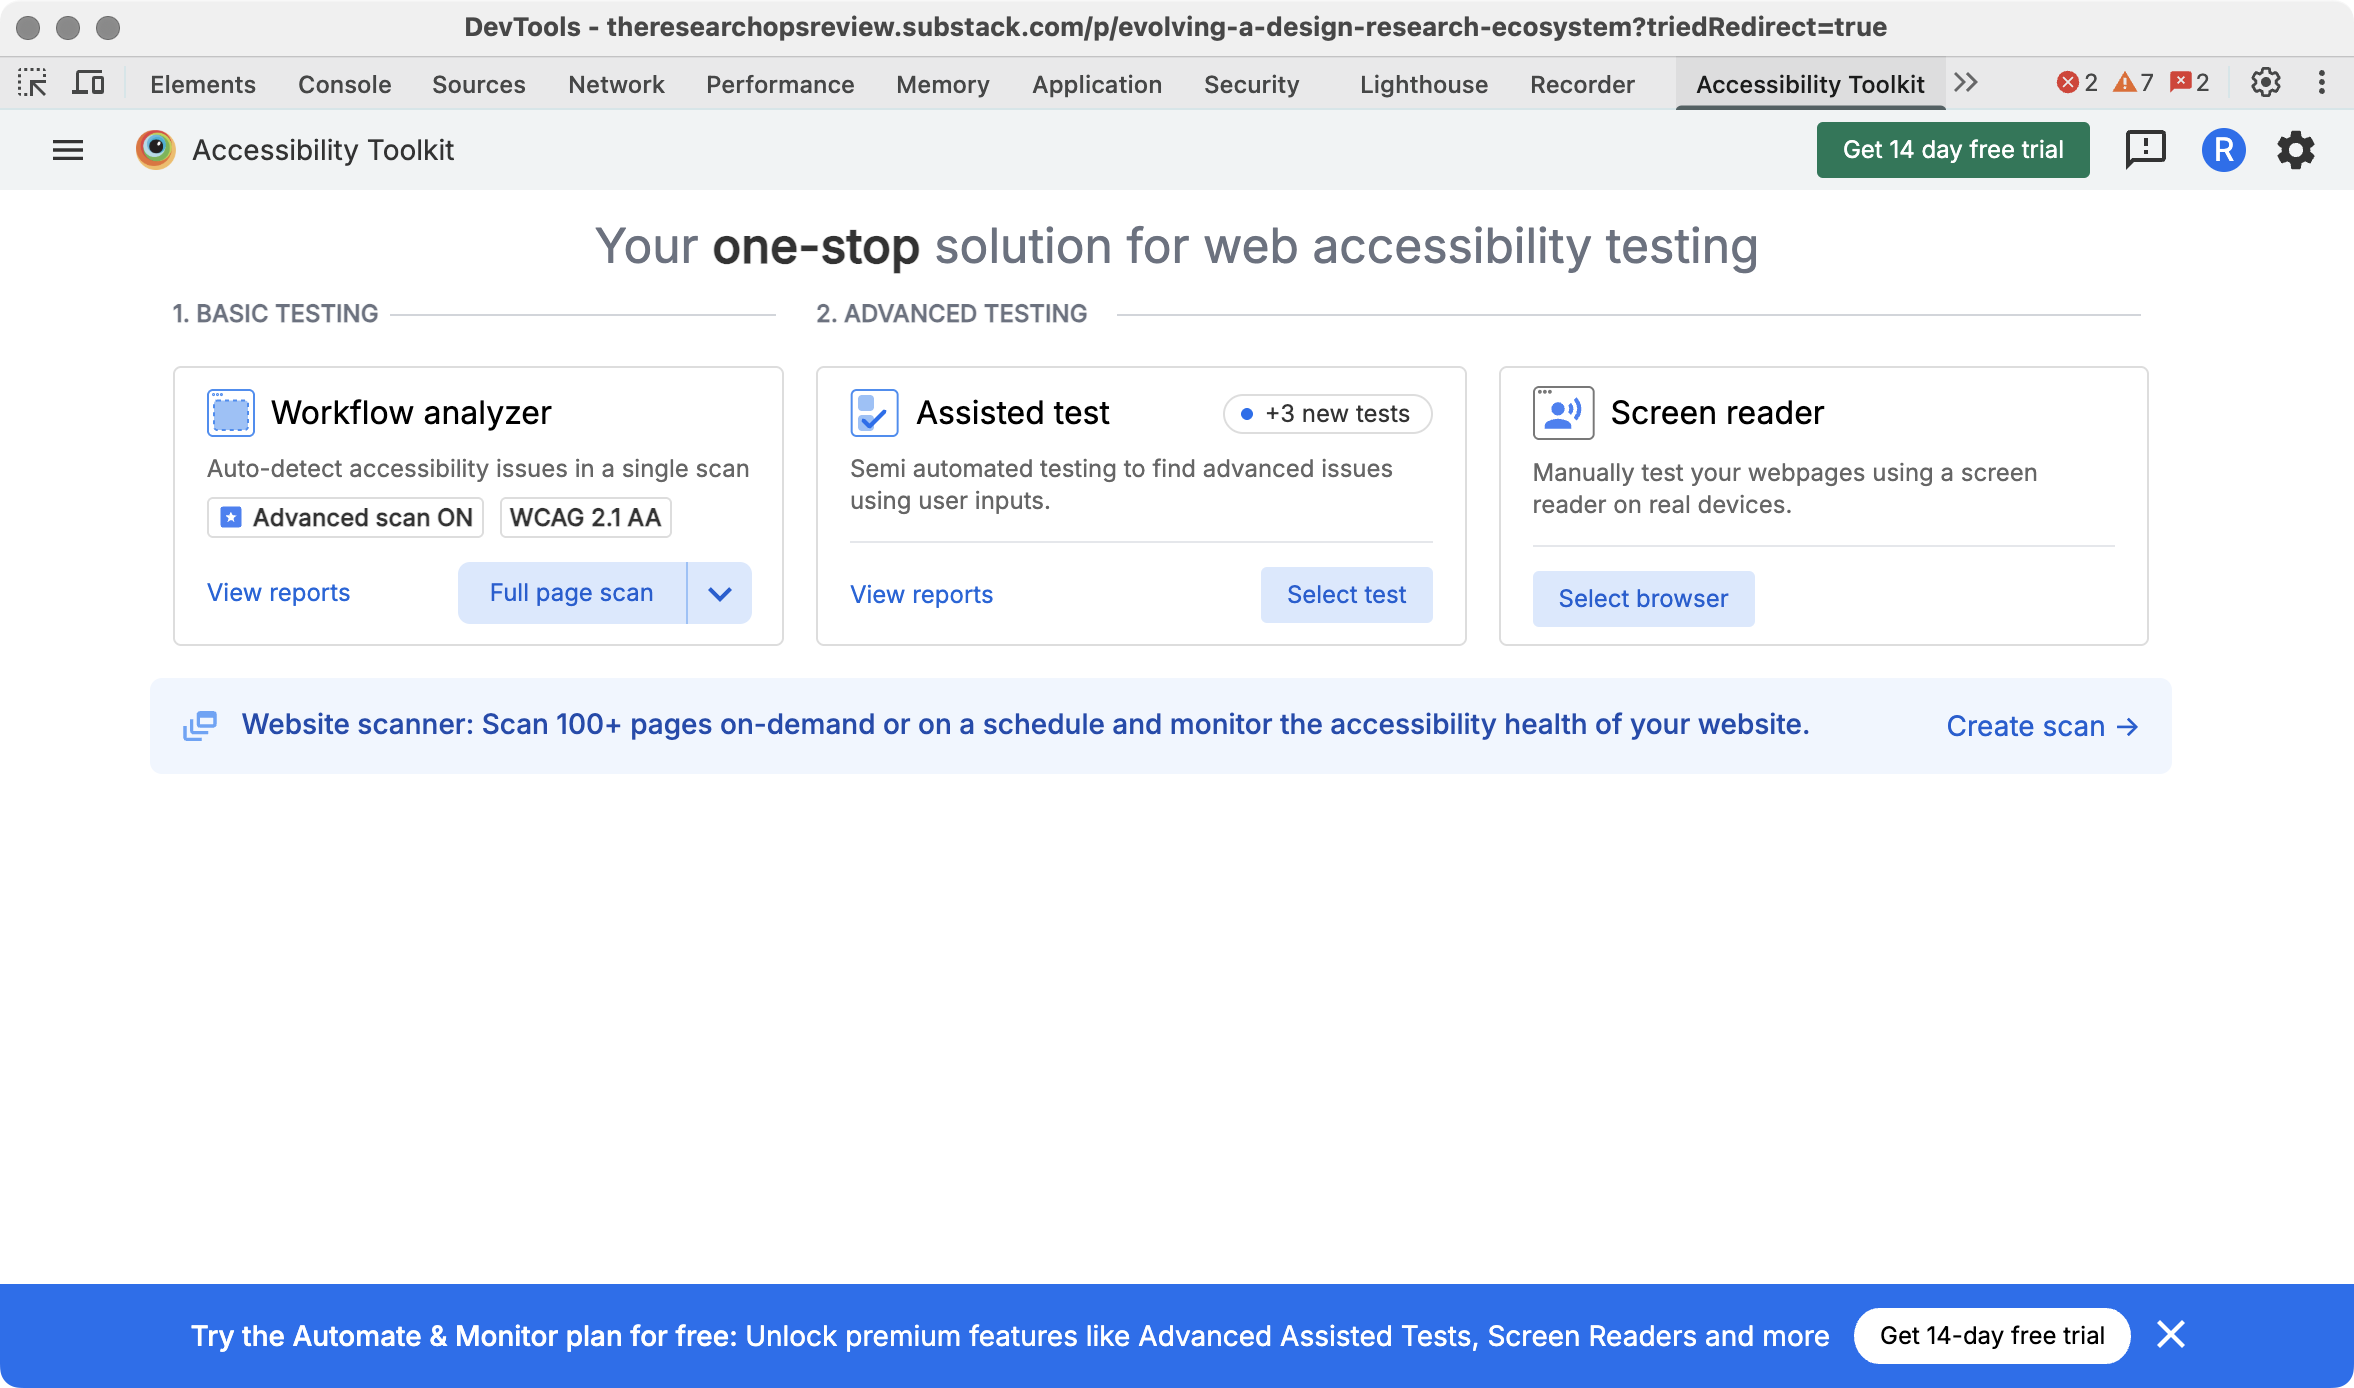 DevTools - theresearchopsreview.substack.com/p/evolving-a-design-research-ecosystem?triedRedirect=true
Elements Console Sources Network Performance Memory Application Security Lighthouse Recorder Accessibility Toolkit 2 7 2
Accessibility Toolkit Get 14 day free trial R
Your one-stop solution for web accessibility testing
1. BASIC TESTING
2. ADVANCED TESTING
Workflow analyzer
Auto-detect accessibility issues in a single scan
Advanced scan ON WCAG 2.1 AA
View reports Full page scan
Assisted test +3 new tests
Semi automated testing to find advanced issues
using user inputs.
View reports Select test
Screen reader
Manually test your webpages using a screen
reader on real devices.
Select browser
Website scanner: Scan 100+ pages on-demand or on a schedule and monitor the accessibility health of your website. Create scan →
Try the Automate & Monitor plan for free: Unlock premium features like Advanced Assisted Tests, Screen Readers and more Get 14-day free trial